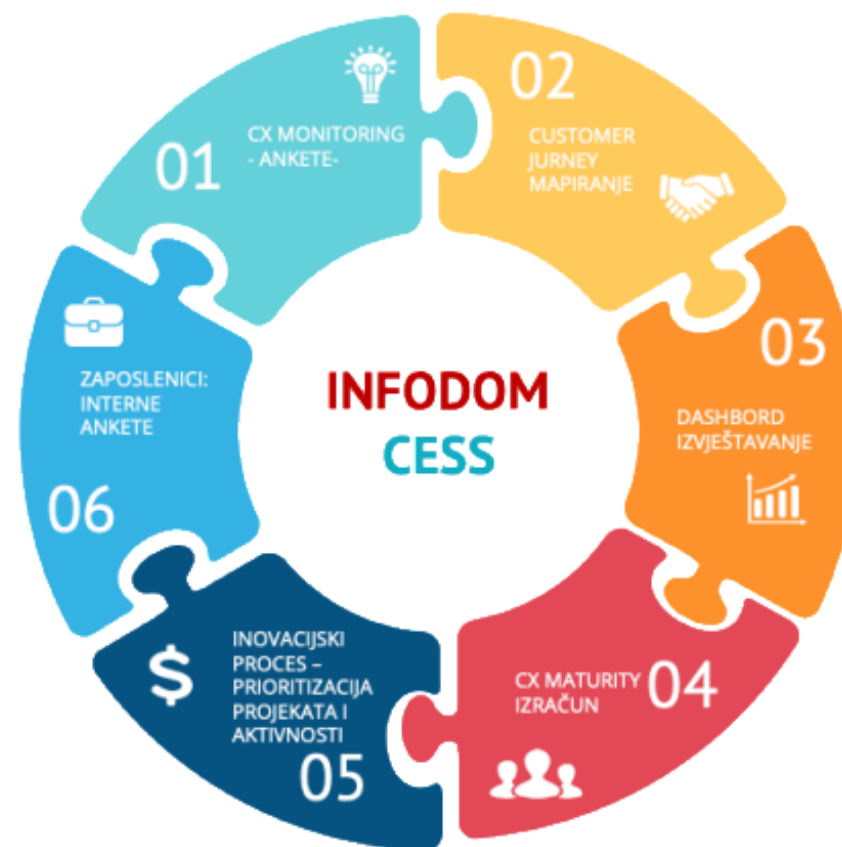 01
CX MONITORING
- ANKETE-
02
CUSTOMER
JURNEY
MAPIRANJE
03
DASHBORD
IZVJEŠTAVANJE
CX MATURITY
IZRAČUN
04
INOVACIJSKI
PROCES –
PRIORITIZACIJA
PROJEKATA I
AKTIVNOSTI
05
ZAPOSLENICI:
INTERNE
ANKETE
06
INFODOM
CESS
$